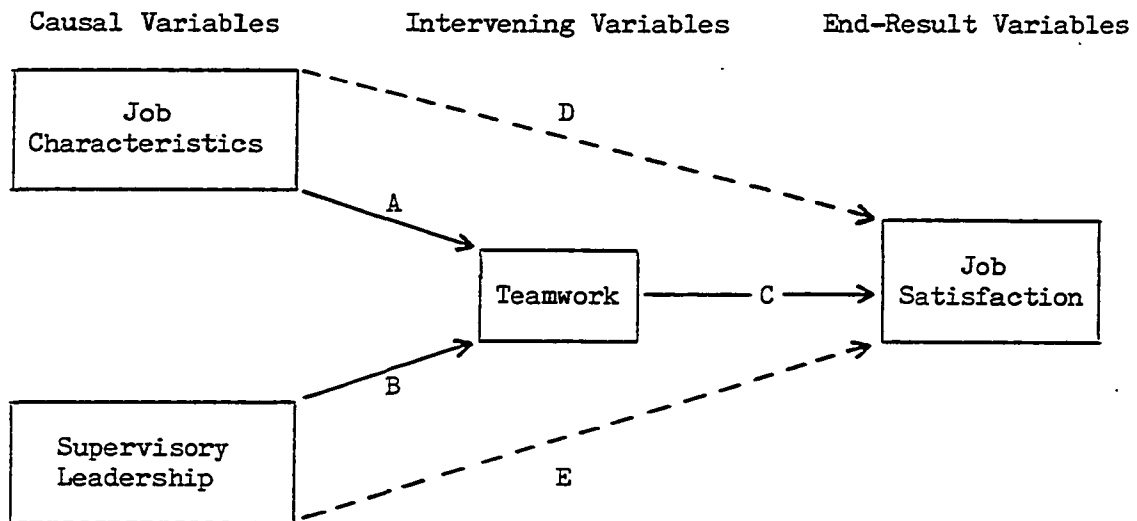 Causal Variables Intervening Variables End-Result Variables
Job
Characteristics
D
A
Teamwork
C
Job
Satisfaction
B
Supervisory
Leadership
E